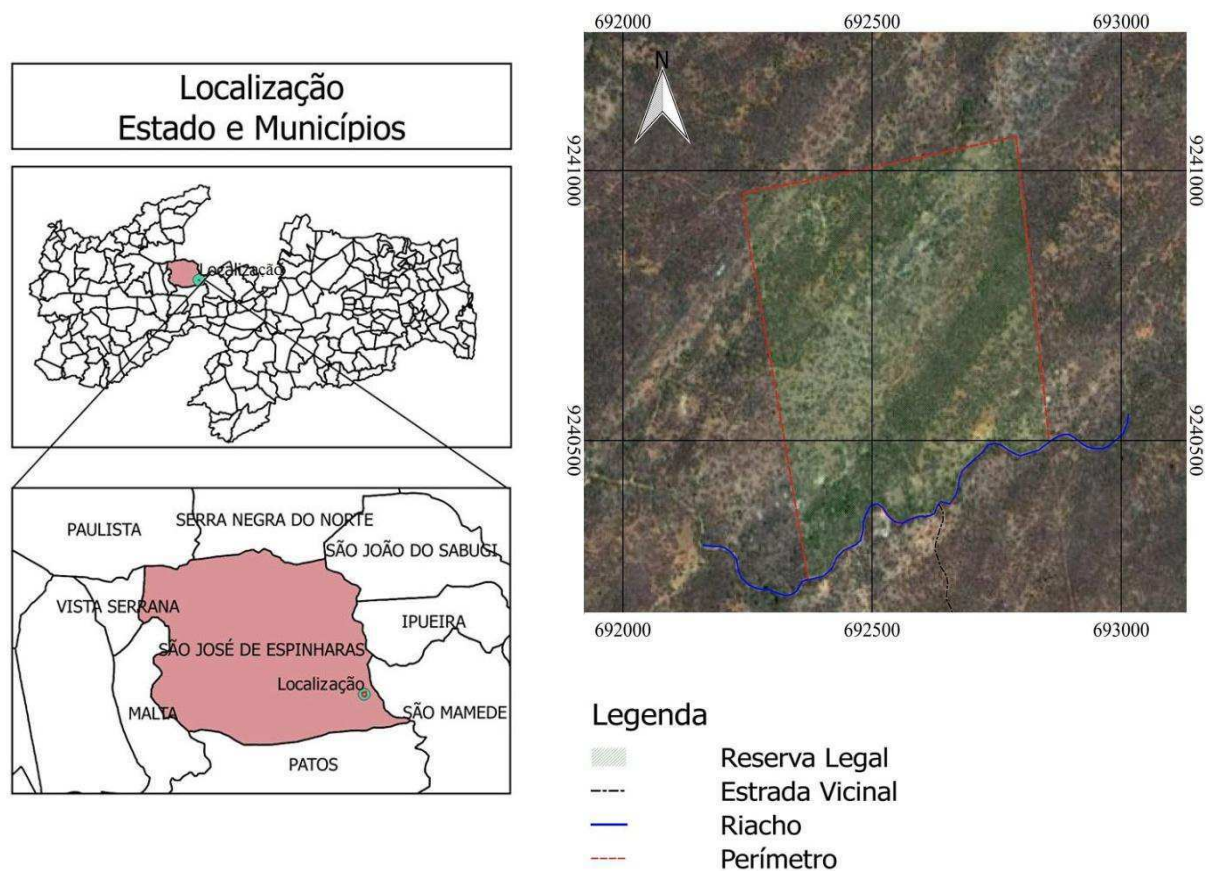 Localização
Estado e Municípios
Localização
PAULISTA
SERRA NEGRA DO NORTE
SÃO JOÃO DO SABUGI
VISTA SERRANA
IPUEIRA
SÃO JOSÉ DE ESPINHARAS
Localização
MALTA
SÃO MAMEDE
PATOS
692000 692500 693000
N
9241000 9241000
9240500 9240500
692000 692500 693000
Legenda
Reserva Legal
Estrada Vicinal
Riacho
Perímetro